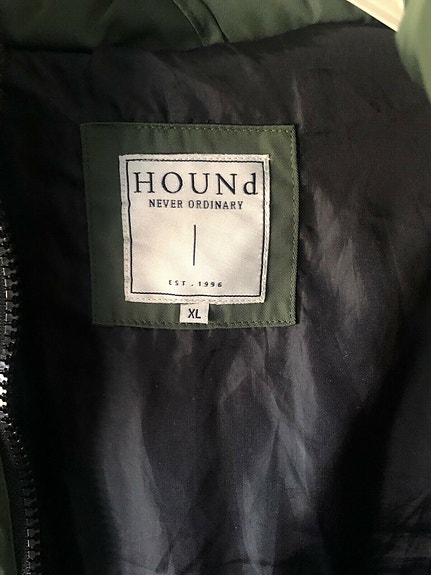 HOUNd
NEVER ORDINARY
EST. 1996
XL